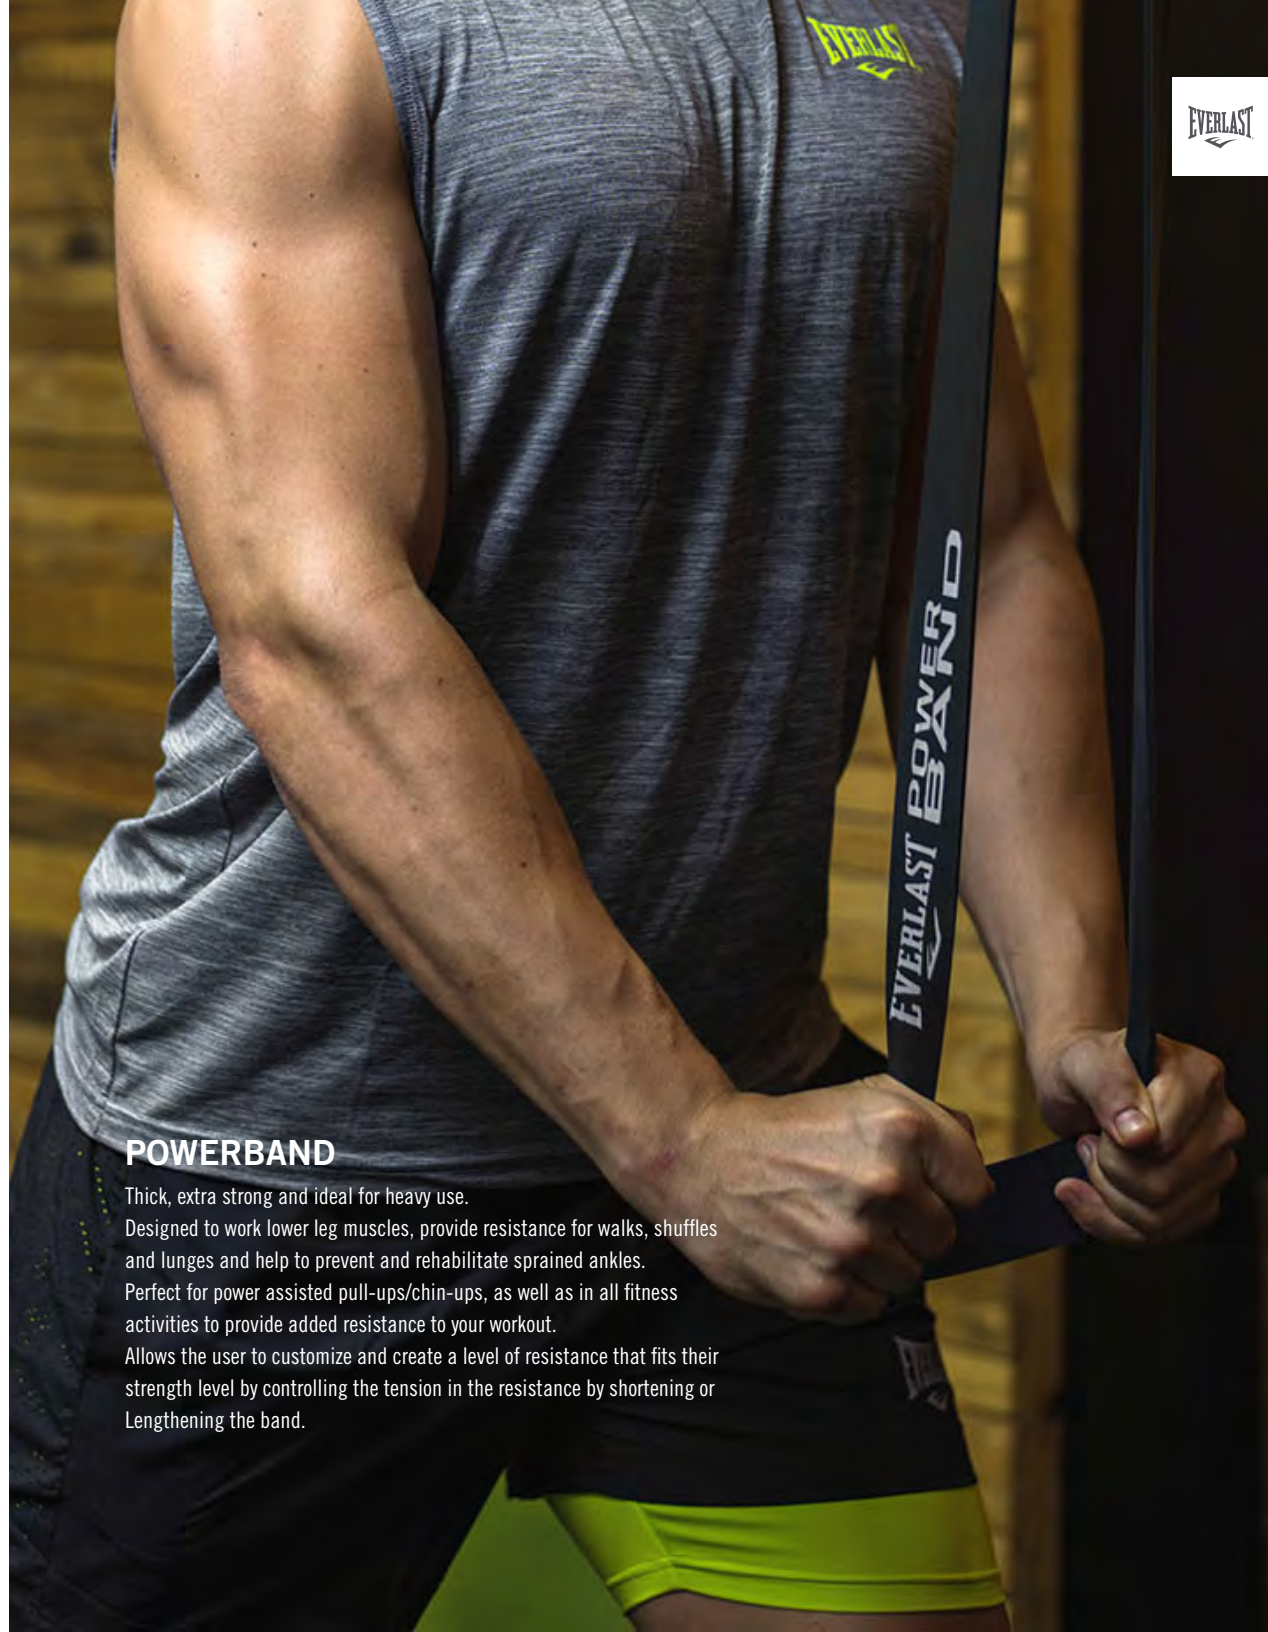 EVERLAST
EVERLAST
EVERLAST POWER BAND
POWERBAND
Thick, extra strong and ideal for heavy use.
Designed to work lower leg muscles, provide resistance for walks, shuffles
and lunges and help to prevent and rehabilitate sprained ankles.
Perfect for power assisted pull-ups/chin-ups, as well as in all fitness
activities to provide added resistance to your workout.
Allows the user to customize and create a level of resistance that fits their
strength level by controlling the tension in the resistance by shortening or
Lengthening the band.